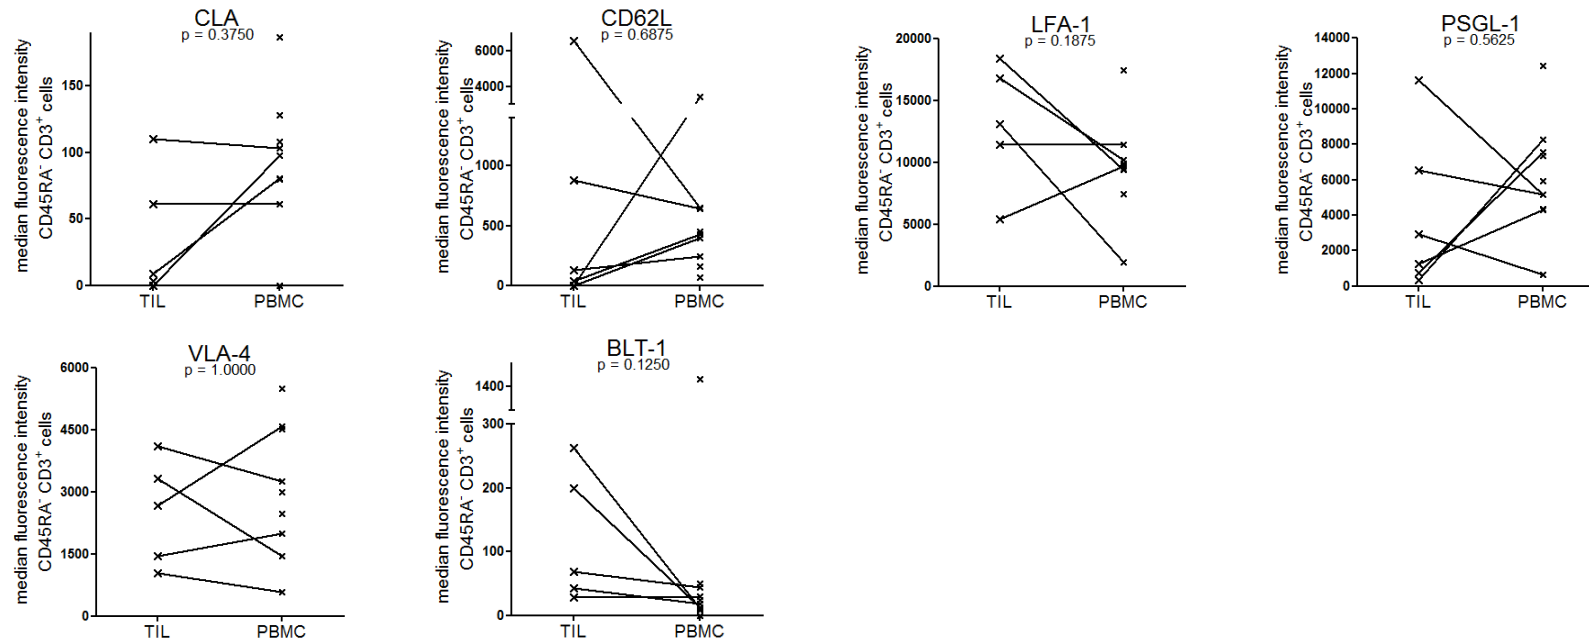 CLA
p = 0.3750
median fluorescence intensity
CD45RA⁻ CD3⁺ cells
150
100
50
0
TIL
PBMC
CD62L
p = 0.6875
median fluorescence intensity
CD45RA⁻ CD3⁺ cells
6000
4000
1000
500
0
TIL
PBMC
LFA-1
p = 0.1875
median fluorescence intensity
CD45RA⁻ CD3⁺ cells
20000
15000
10000
5000
0
TIL
PBMC
PSGL-1
p = 0.5625
median fluorescence intensity
CD45RA⁻ CD3⁺ cells
14000
12000
10000
8000
6000
4000
2000
0
TIL
PBMC
VLA-4
p = 1.0000
median fluorescence intensity
CD45RA⁻ CD3⁺ cells
6000
4500
3000
1500
0
TIL
PBMC
BLT-1
p = 0.1250
median fluorescence intensity
CD45RA⁻ CD3⁺ cells
1400
300
200
100
0
TIL
PBMC